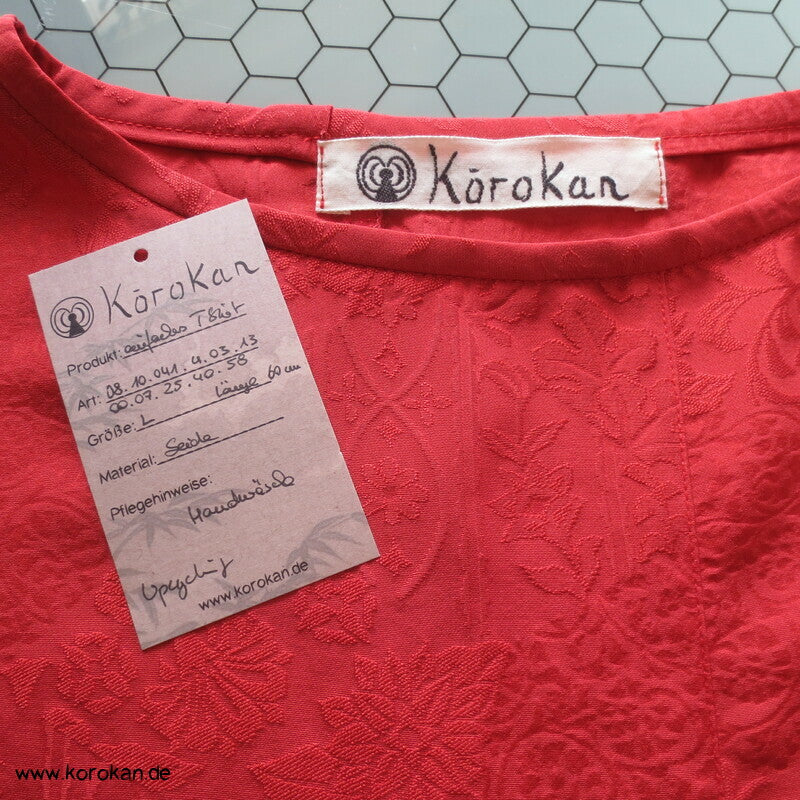 Kōrokan
Kōrokan
Produkt: einfaches T Shirt
Art: 08.10.041.4.03.13
00.07.25.40.58
Größe: L Länge 60 cm
Material: Seide
Pflegehinweise:
Handwäsche
Upcycling
www.korokan.de
www.korokan.de